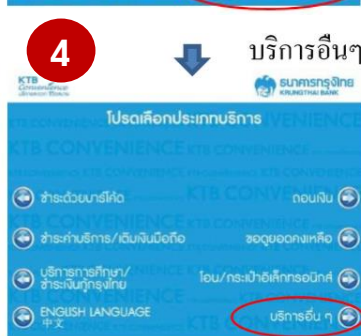 4
บริการอื่นๆ
KTB
Convenience
ธนาคารกรุงไทย
KRUNGTHAI BANK
โปรดเลือกประเภทบริการ
ชำระด้วยบาร์โค้ด
ถอนเงิน
ชำระค่าบริการ/เติมเงินมือถือ
ขอดูยอดคงเหลือ
บริการการศึกษา/
ชำระเงินกู้กรุงไทย
โอน/กระเป๋าอิเล็กทรอนิกส์
ENGLISH LANGUAGE
中文
บริการอื่น ๆ